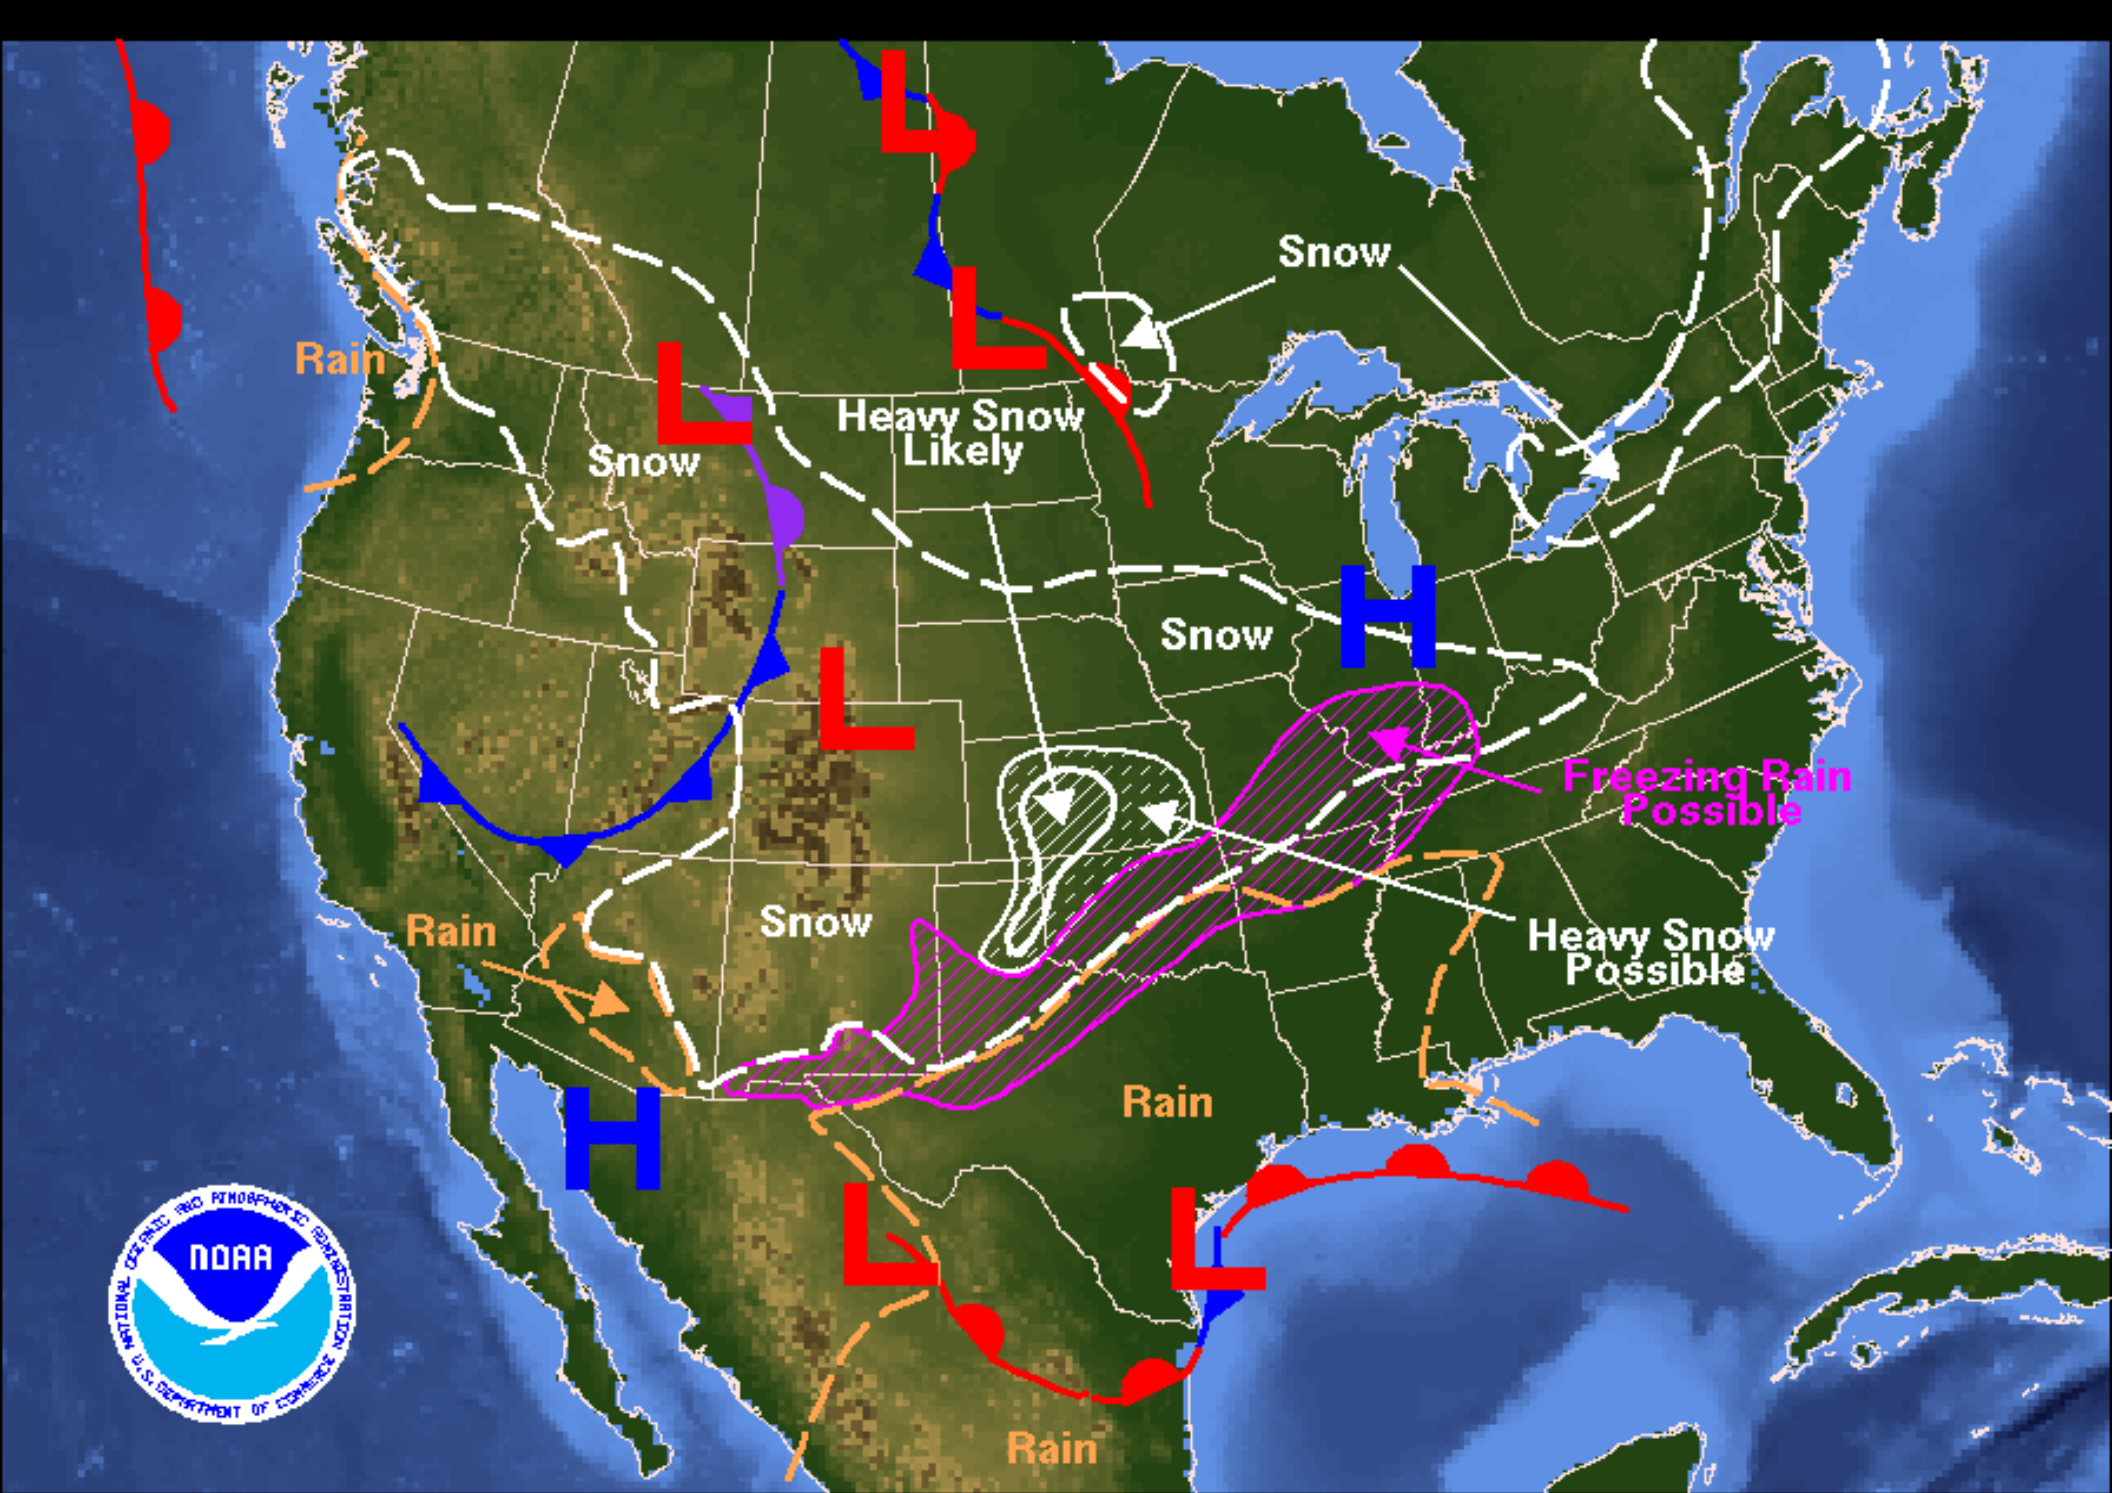 L
Snow
L
Rain
L
Heavy Snow
Likely
Snow
H
Snow
L
Freezing Rain
Possible
Rain
Snow
Heavy Snow
Possible
H
Rain
L
L
NATIONAL OCEANIC AND ATMOSPHERIC ADMINISTRATION
NOAA
U.S. DEPARTMENT OF COMMERCE
Rain